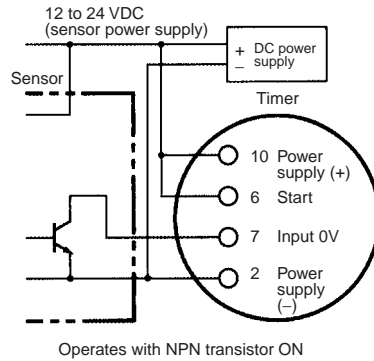 12 to 24 VDC
(sensor power supply)
+ DC power
− supply
Sensor
Timer
10 Power
supply (+)
6 Start
7 Input 0V
2 Power
supply
(−)
Operates with NPN transistor ON